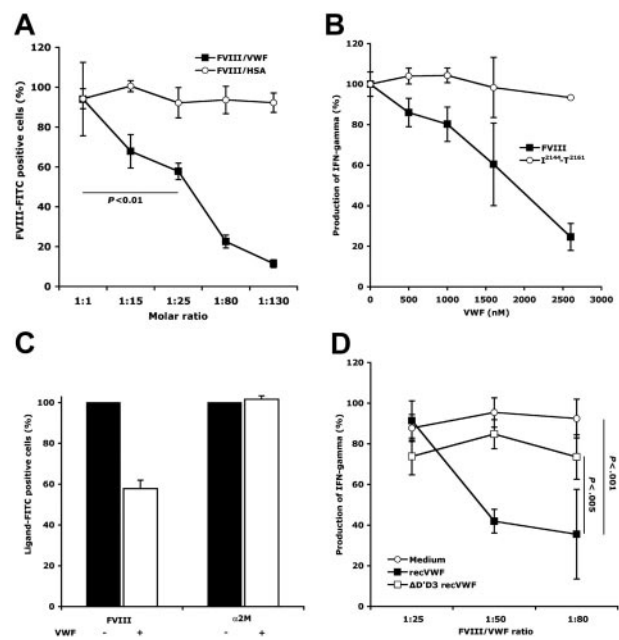 A
FVIII-FITC positive cells (%)
120
100
80
60
40
20
0
FVIII/VWF
FVIII/HSA
P<0.01
1:1 1:15 1:25 1:80 1:130
Molar ratio
B
Production of IFN-gamma (%)
120
100
80
60
40
20
0
FVIII
I2144-T2161
0 500 1000 1500 2000 2500 3000
VWF (nM)
C
Ligand-FITC positive cells (%)
120
100
80
60
40
20
0
FVIII α2M
VWF - + - +
D
Production of IFN-gamma (%)
120
100
80
60
40
20
0
P<.005
P<.001
Medium
recVWF
ΔD'D3 recVWF
1:25 1:50 1:80
FVIII/VWF ratio